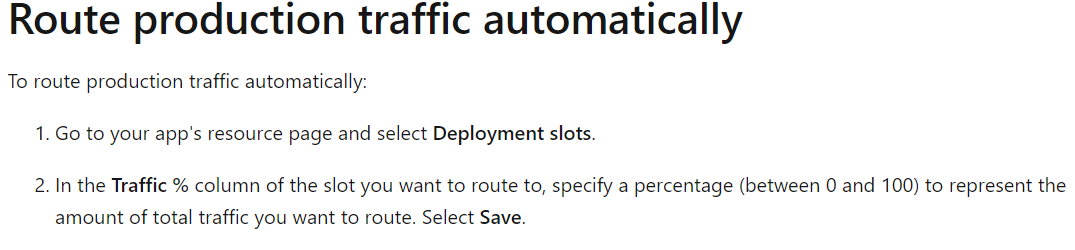 Route production traffic automatically
To route production traffic automatically:
1. Go to your app's resource page and select Deployment slots.
2. In the Traffic % column of the slot you want to route to, specify a percentage (between 0 and 100) to represent the
amount of total traffic you want to route. Select Save.